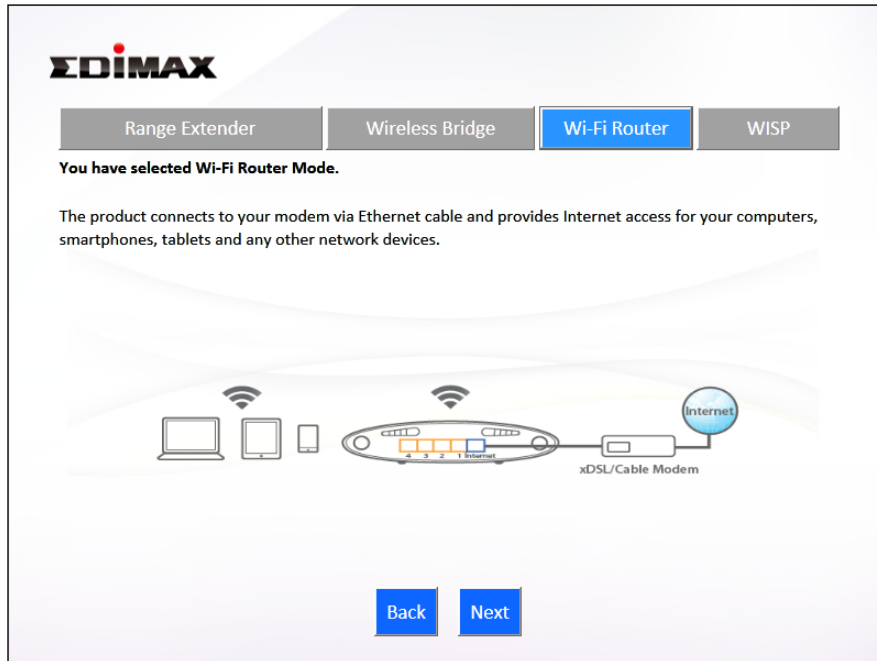 EDIMAX
Range Extender
Wireless Bridge
Wi-Fi Router
WISP
You have selected Wi-Fi Router Mode.
The product connects to your modem via Ethernet cable and provides Internet access for your computers,
smartphones, tablets and any other network devices.
Internet
4 3 2 1 Internet
xDSL/Cable Modem
Back
Next